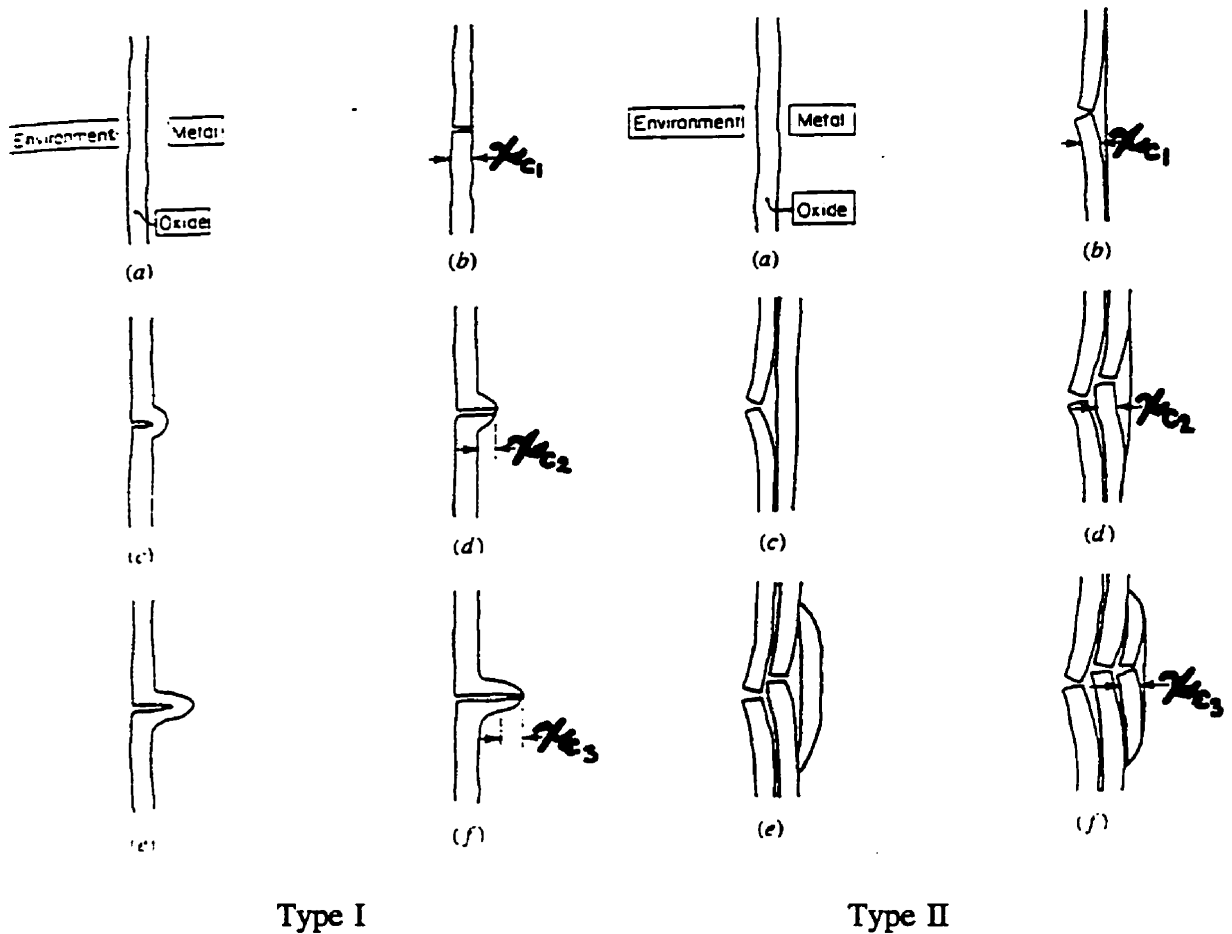 Environment
Metal
Oxide
(a)
(b)
(c)
(d)
(e)
(f)
Type I
Environment
Metal
Oxide
(a)
(b)
(c)
(d)
(e)
(f)
Type II